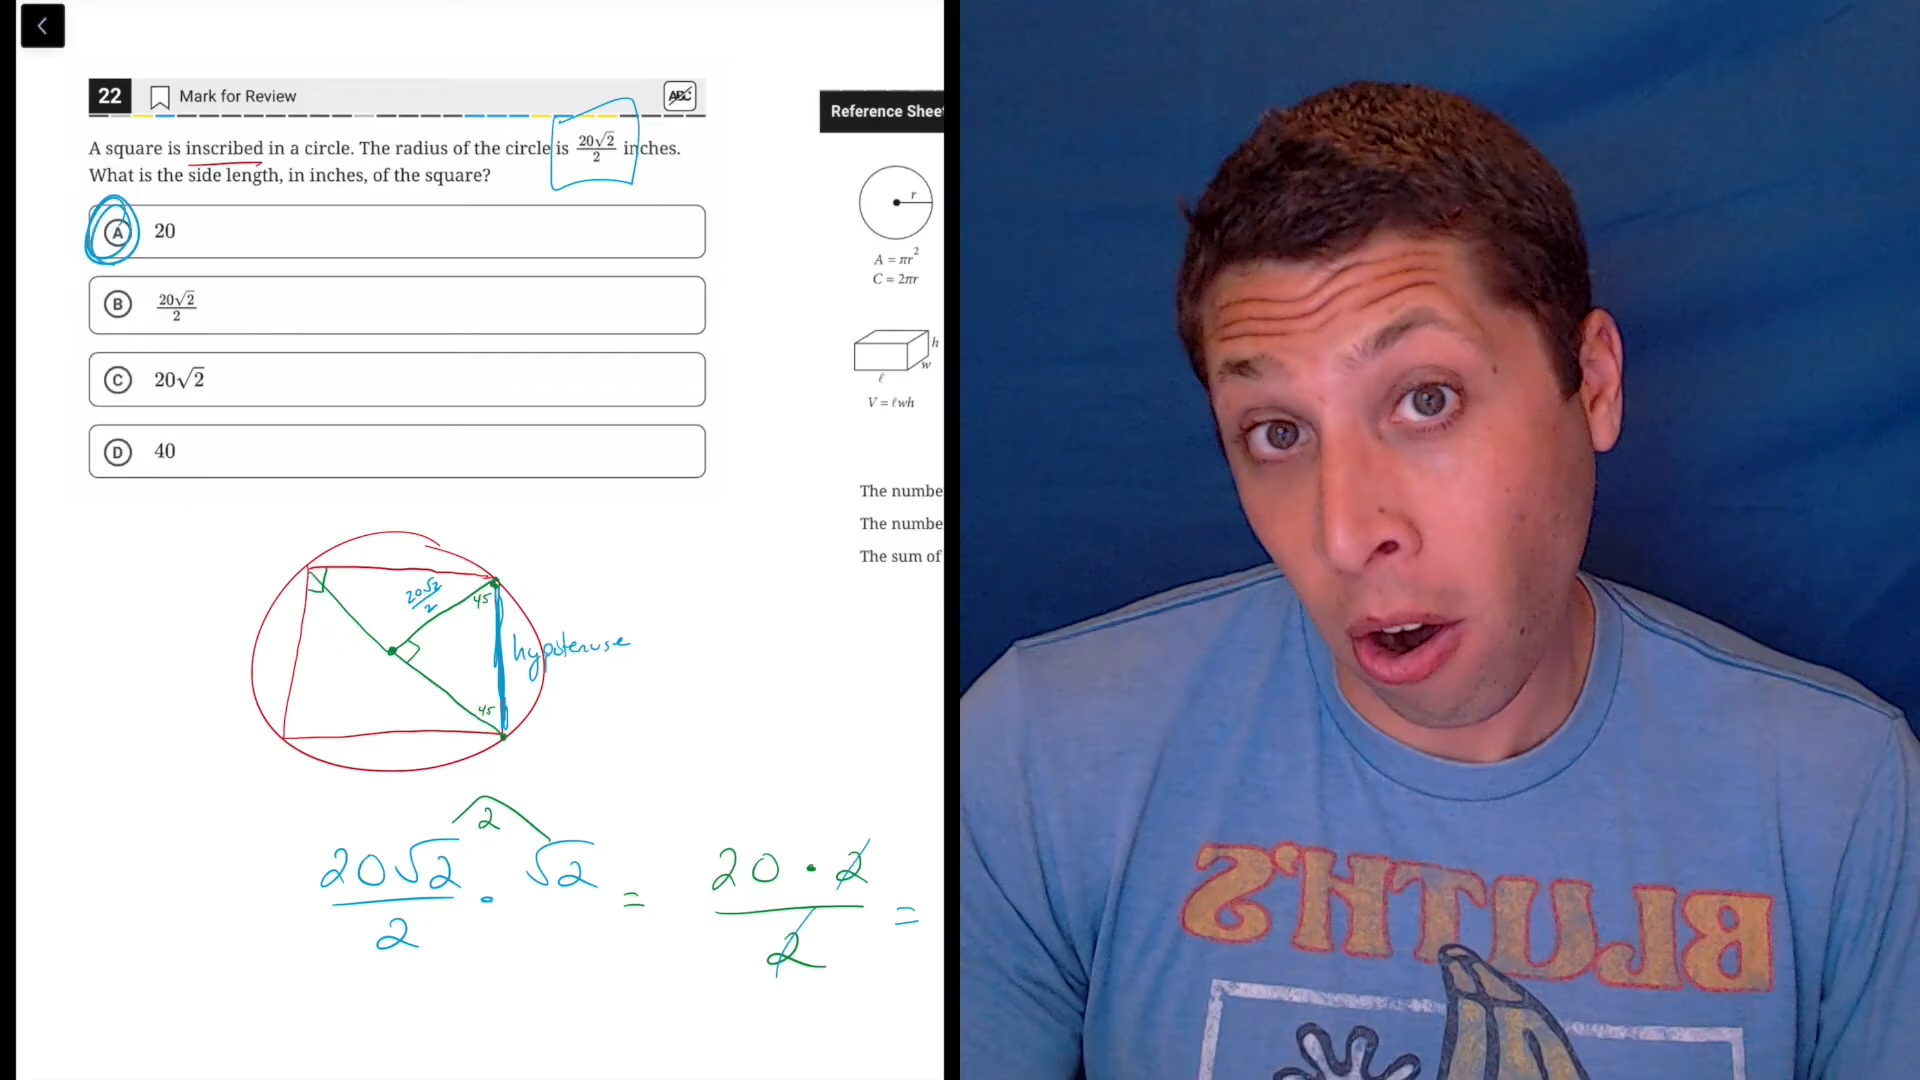 22 Mark for Review ABC
A square is inscribed in a circle. The radius of the circle is 20√2/2 inches.
What is the side length, in inches, of the square?
A 20
B 20√2/2
C 20√2
D 40
Reference Sheet
r
A = πr²
C = 2πr
h
w
ℓ
V = ℓwh
The numbe
The numbe
The sum of
20√2/2
45
hypotenuse
45
2
20√2/2 · √2 = 20 · 2/2 =
BLUTH'S